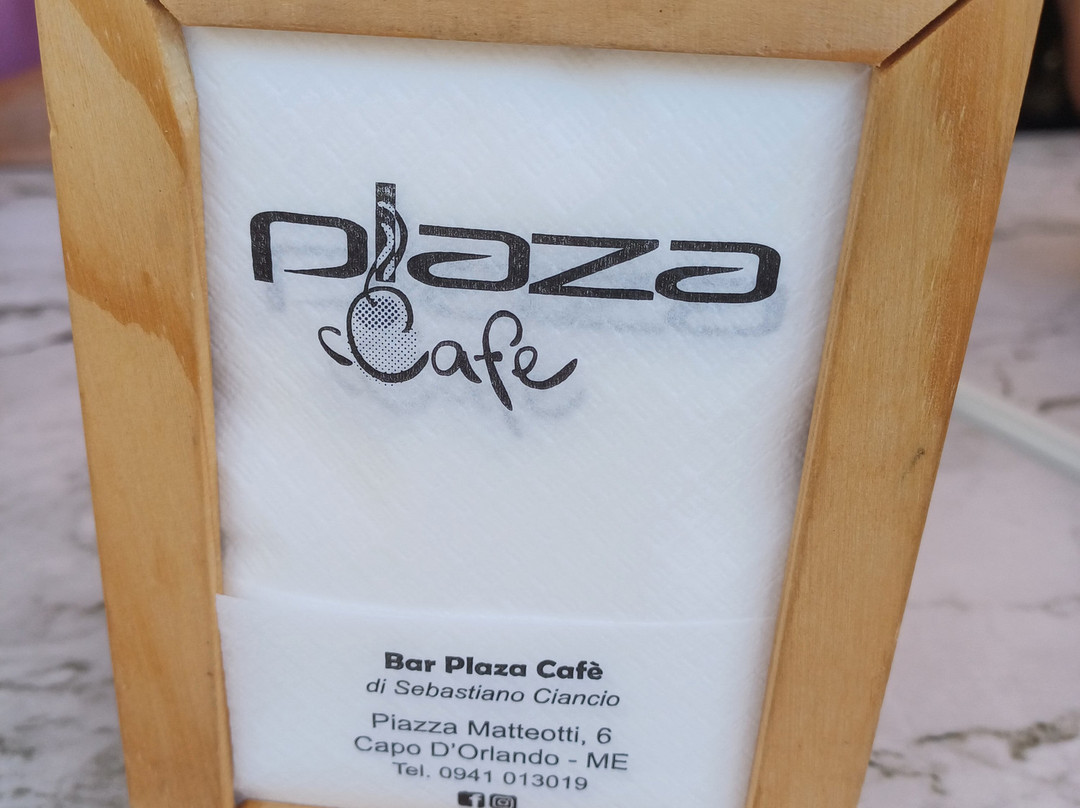 plaza
Cafe
Bar Plaza Cafè
di Sebastiano Ciancio
Piazza Matteotti, 6
Capo D'Orlando - ME
Tel. 0941 013019